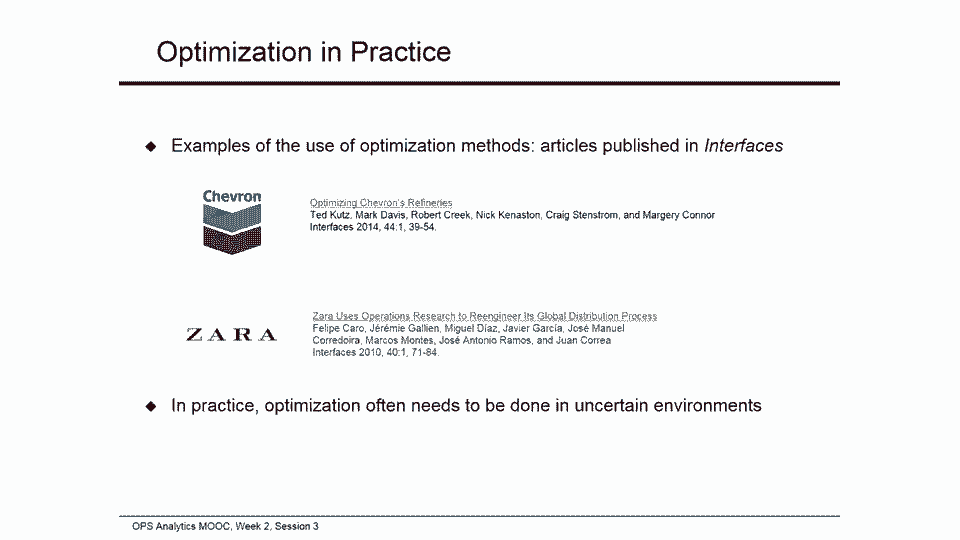 Optimization in Practice
◆ Examples of the use of optimization methods: articles published in Interfaces
Chevron
Optimizing Chevron's Refineries
Ted Kutz, Mark Davis, Robert Creek, Nick Kenaston, Craig Stenstrom, and Margery Connor
Interfaces 2014, 44:1, 39-54.
ZARA
Zara Uses Operations Research to Reengineer Its Global Distribution Process
Felipe Caro, Jérémie Gallien, Miguel Díaz, Javier García, José Manuel
Corredoira, Marcos Montes, José Antonio Ramos, and Juan Correa
Interfaces 2010, 40:1, 71-84.
◆ In practice, optimization often needs to be done in uncertain environments
OPS Analytics MOOC, Week 2, Session 3